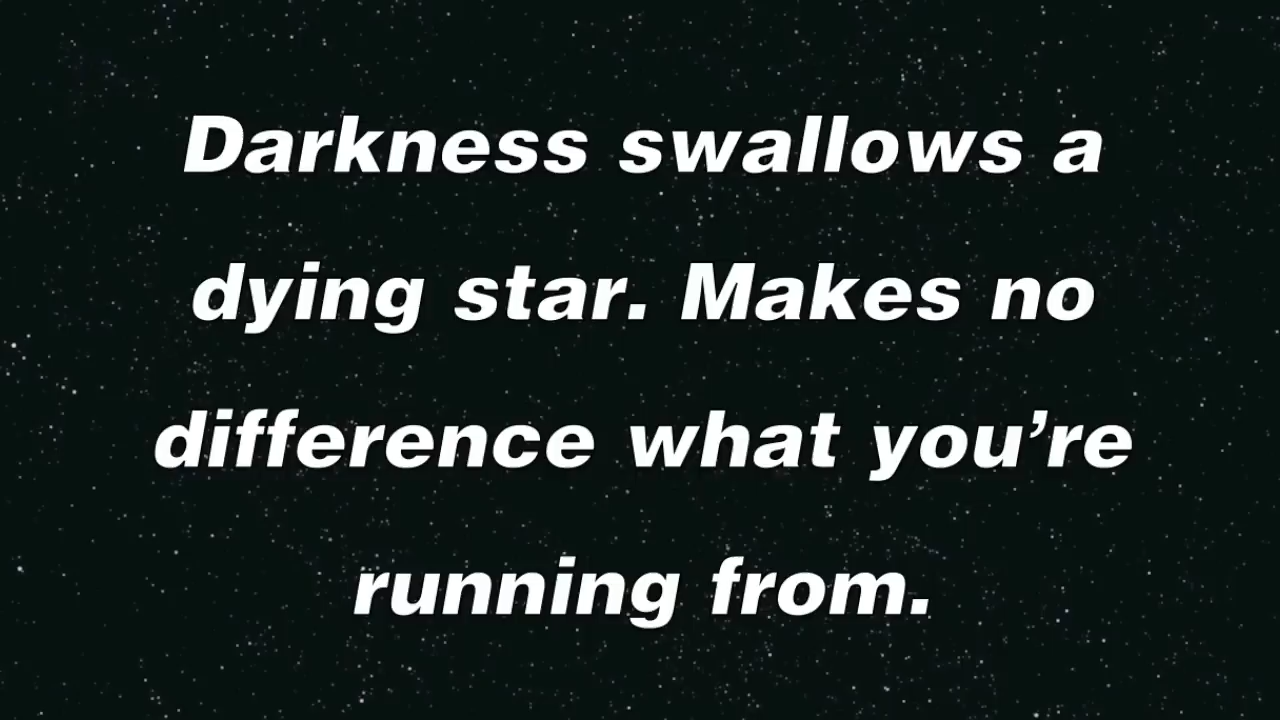 Darkness swallows a
dying star. Makes no
difference what you’re
running from.